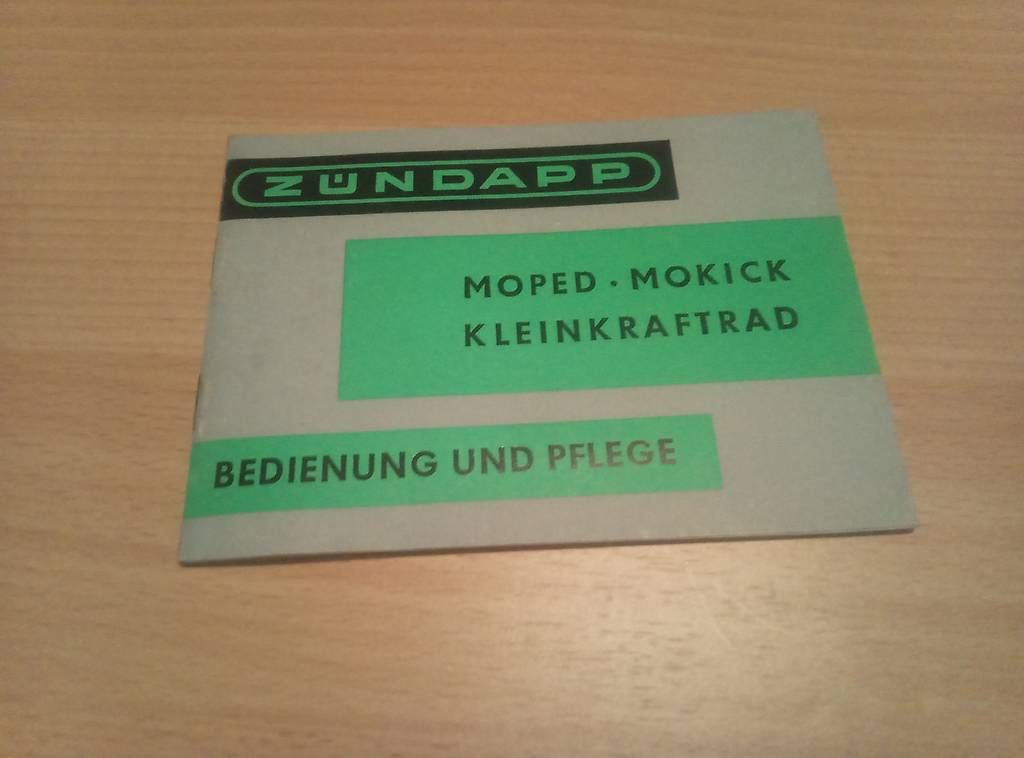 ZÜNDAPP
MOPED · MOKICK
KLEINKRAFTRAD
BEDIENUNG UND PFLEGE